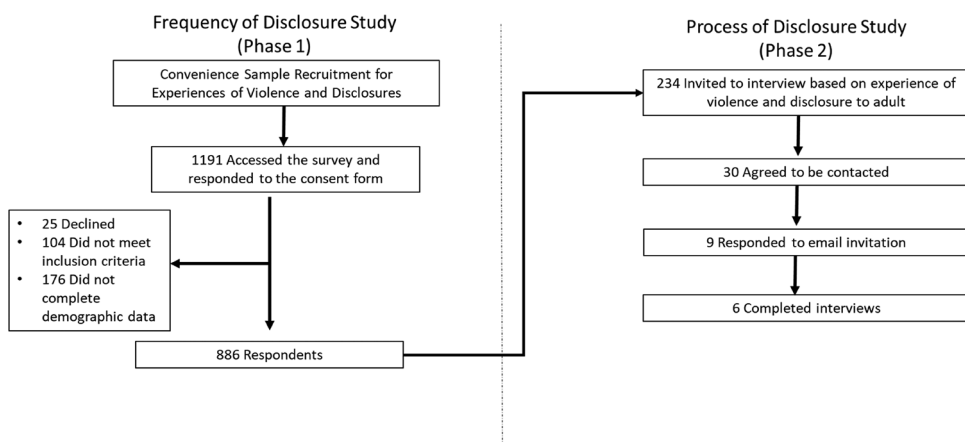 Frequency of Disclosure Study
(Phase 1)
Convenience Sample Recruitment for
Experiences of Violence and Disclosures
1191 Accessed the survey and
responded to the consent form
• 25 Declined
• 104 Did not meet
inclusion criteria
• 176 Did not
complete
demographic data
886 Respondents
Process of Disclosure Study
(Phase 2)
234 Invited to interview based on experience of
violence and disclosure to adult
30 Agreed to be contacted
9 Responded to email invitation
6 Completed interviews